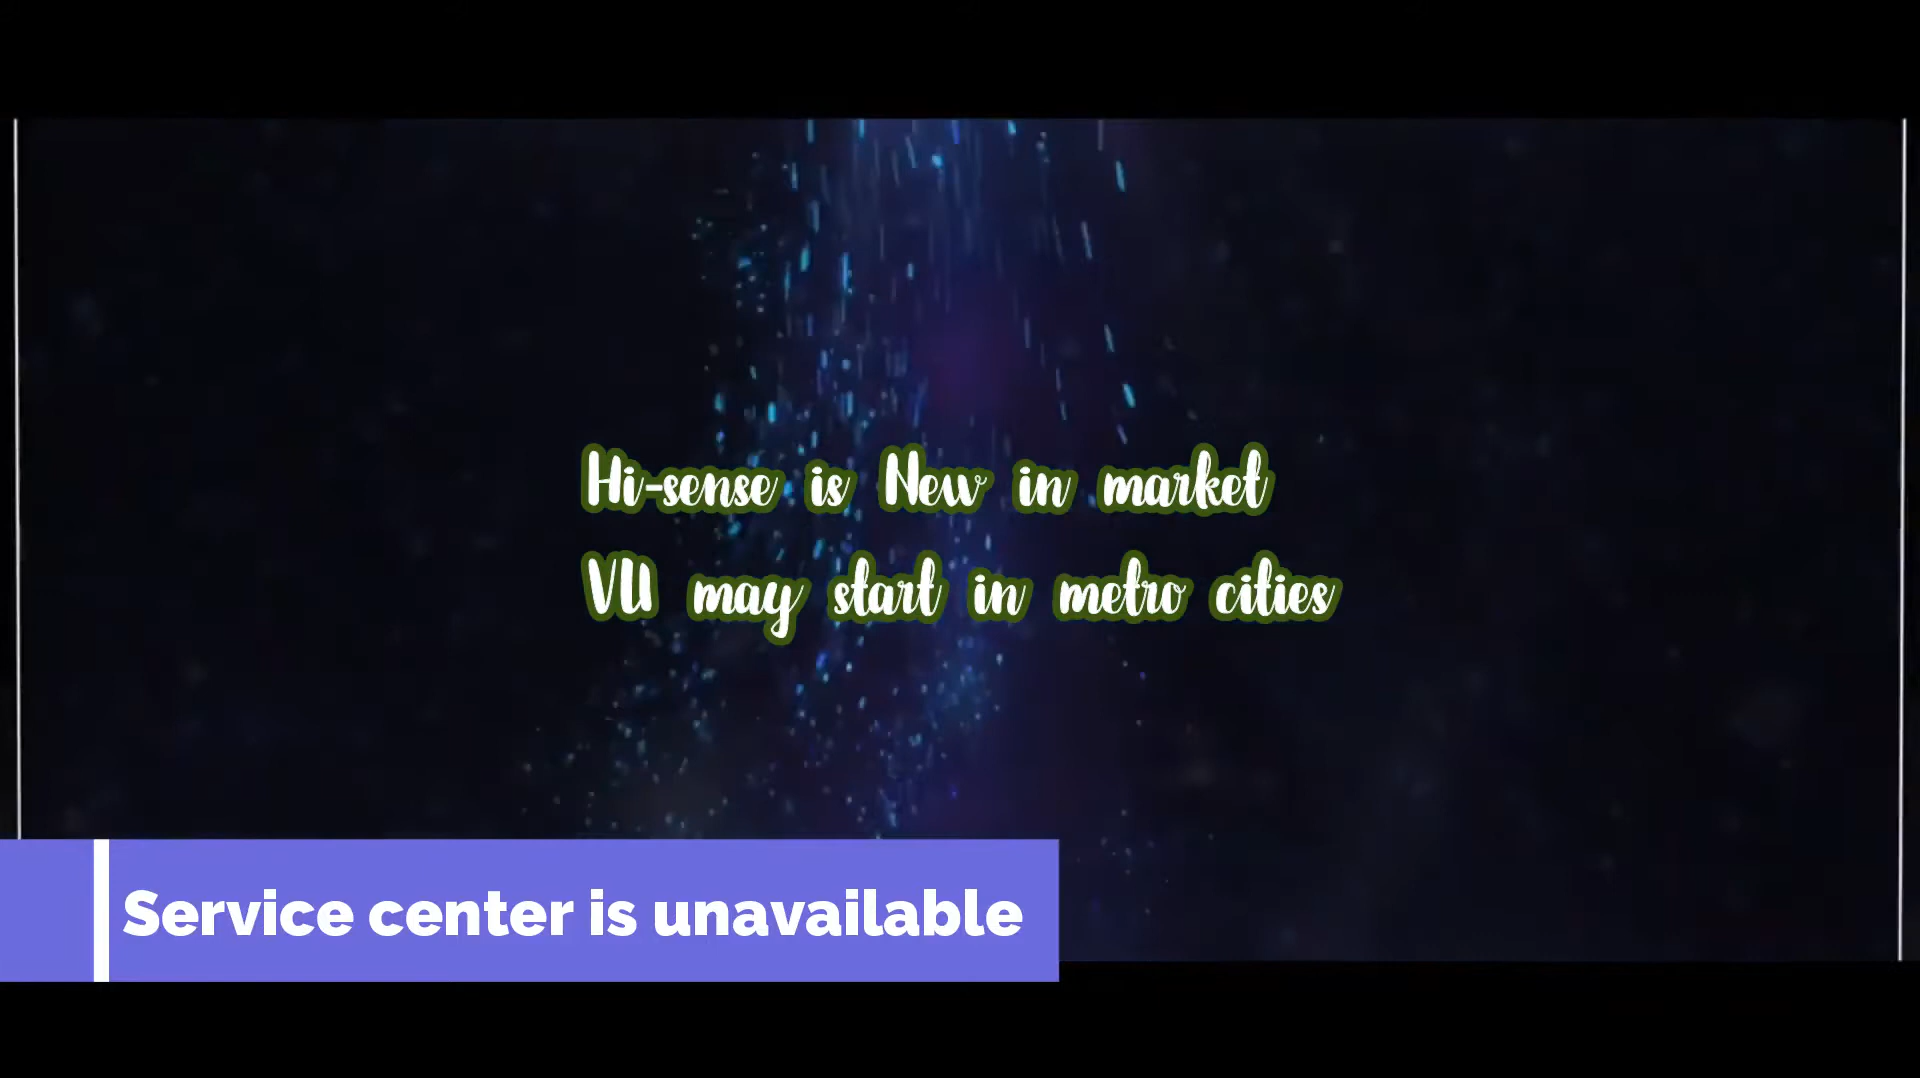 Hi-sense is New in market
VU may start in metro cities
Service center is unavailable